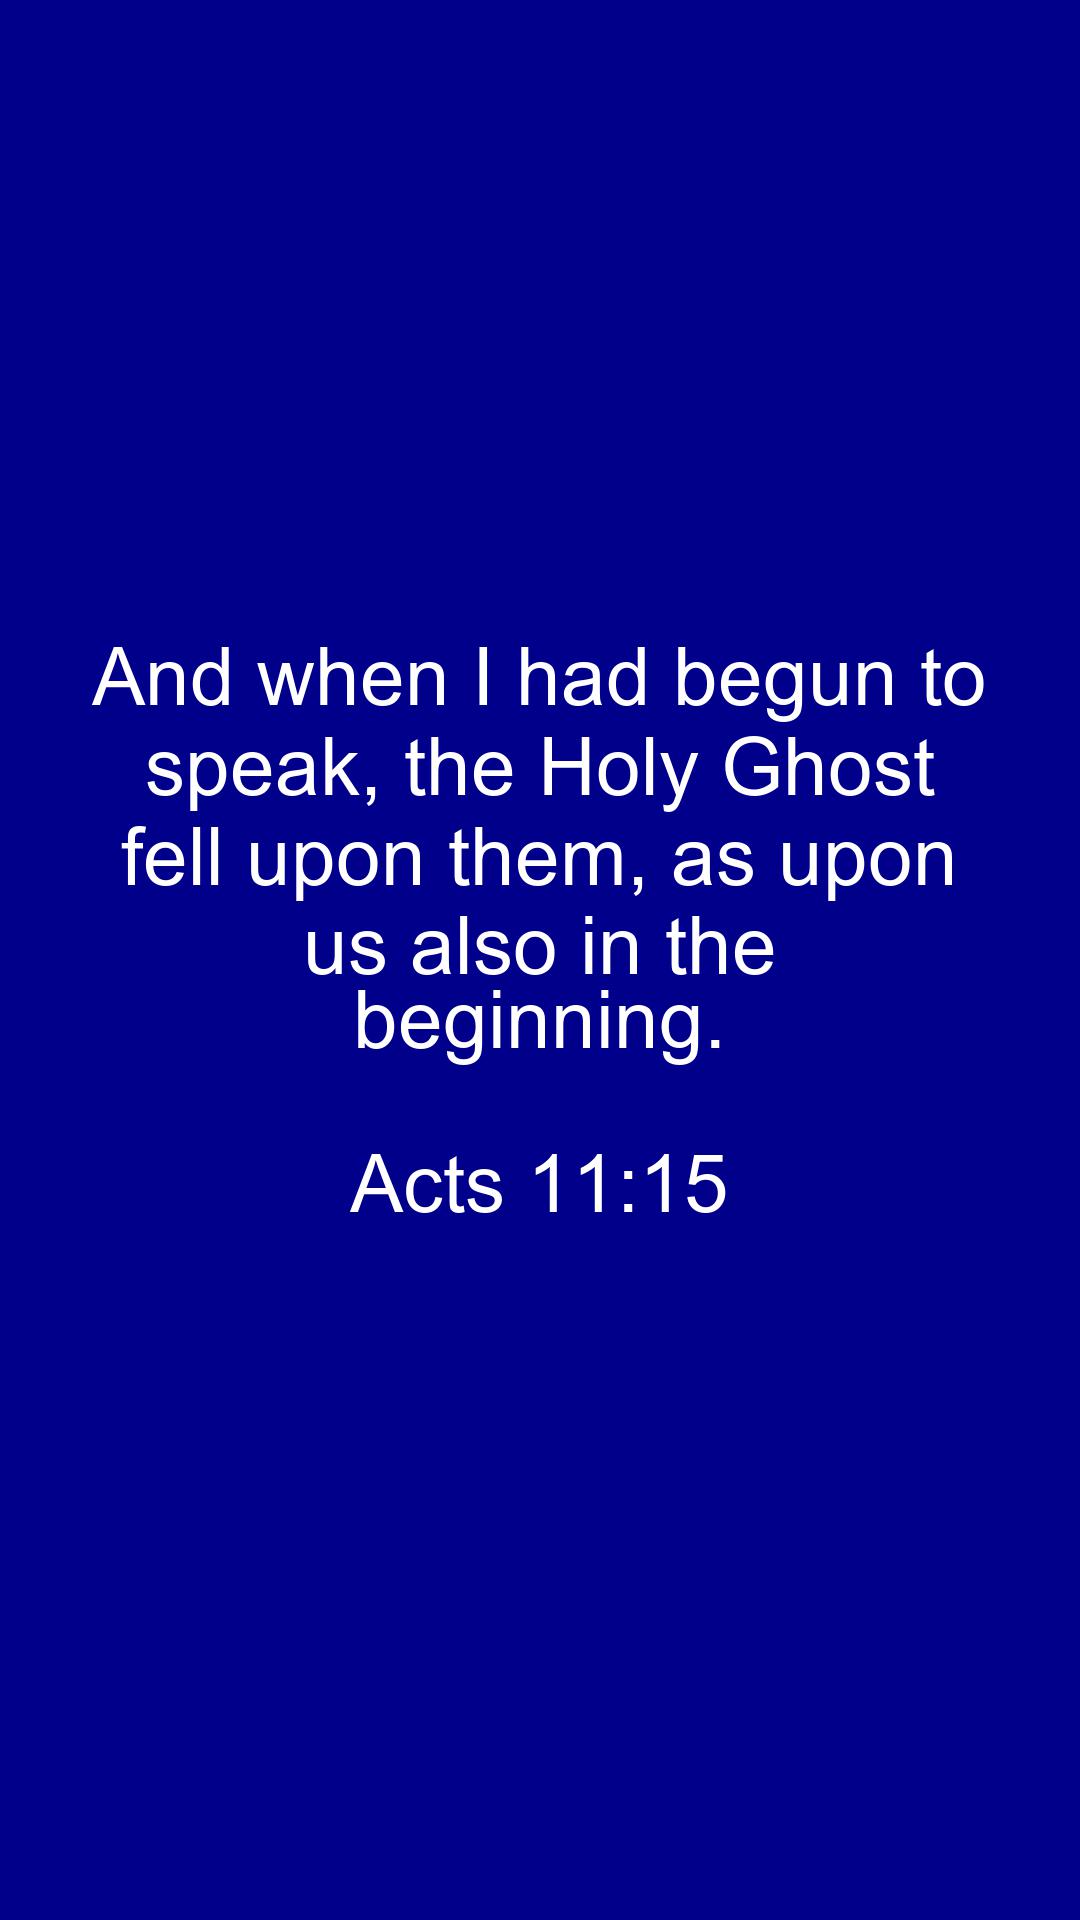 And when I had begun to
speak, the Holy Ghost
fell upon them, as upon
us also in the
beginning.
Acts 11:15